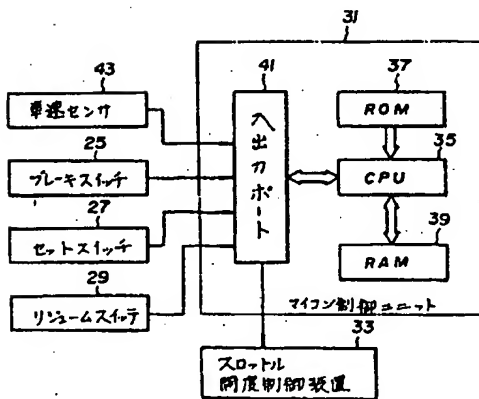 31
43
車速センサ
25
ブレーキスイッチ
27
セットスイッチ
29
リジュームスイッチ
41
入出力ポート
37
ROM
35
CPU
39
RAM
マイコン制御ユニット
33
スロットル
開度制御装置